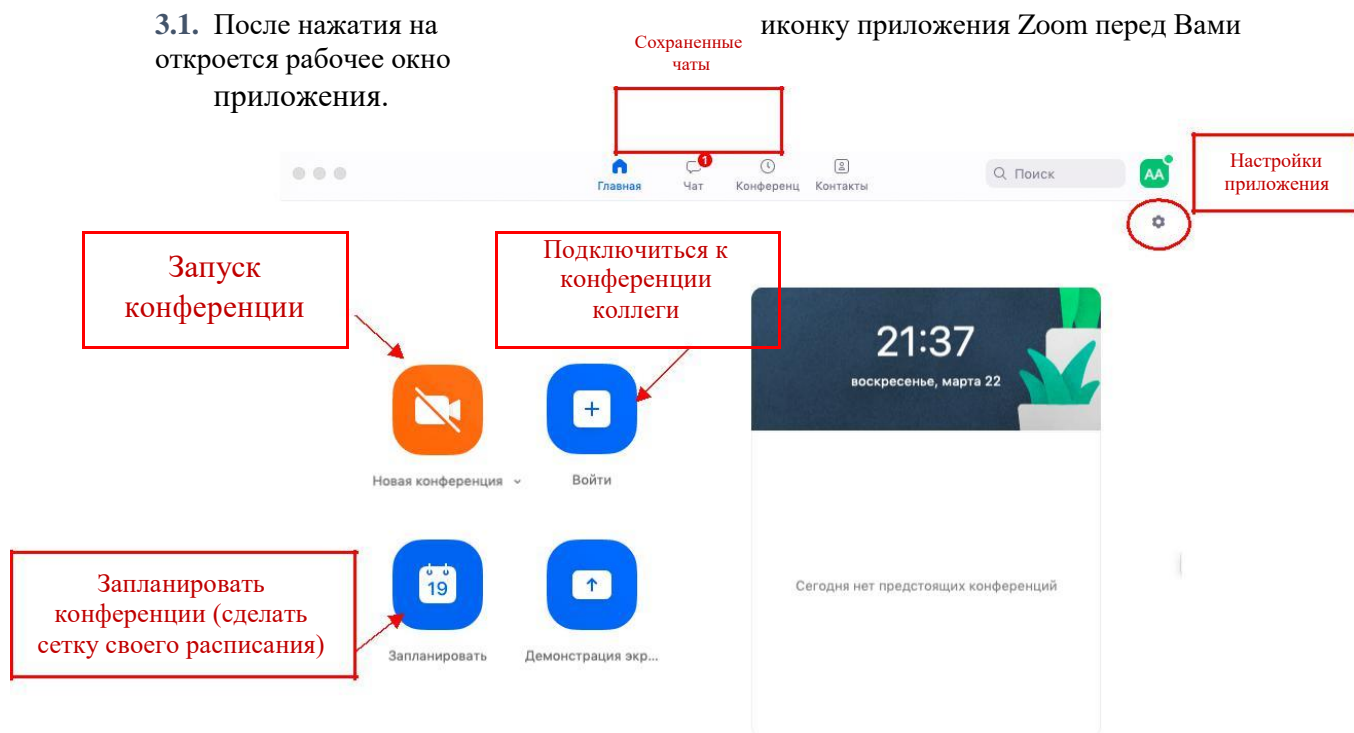 3.1. После нажатия на иконку приложения Zoom перед Вами
откроется рабочее окно
приложения.
Сохраненные
чаты
Главная
1
Чат
Конференц
Контакты
Поиск
АА
Настройки
приложения
Запуск
конференции
Подключиться к
конференции
коллеги
21:37
воскресенье, марта 22
Новая конференция
Войти
Запланировать
конференции (сделать
сетку своего расписания)
19
Запланировать
Демонстрация экр...
Сегодня нет предстоящих конференций